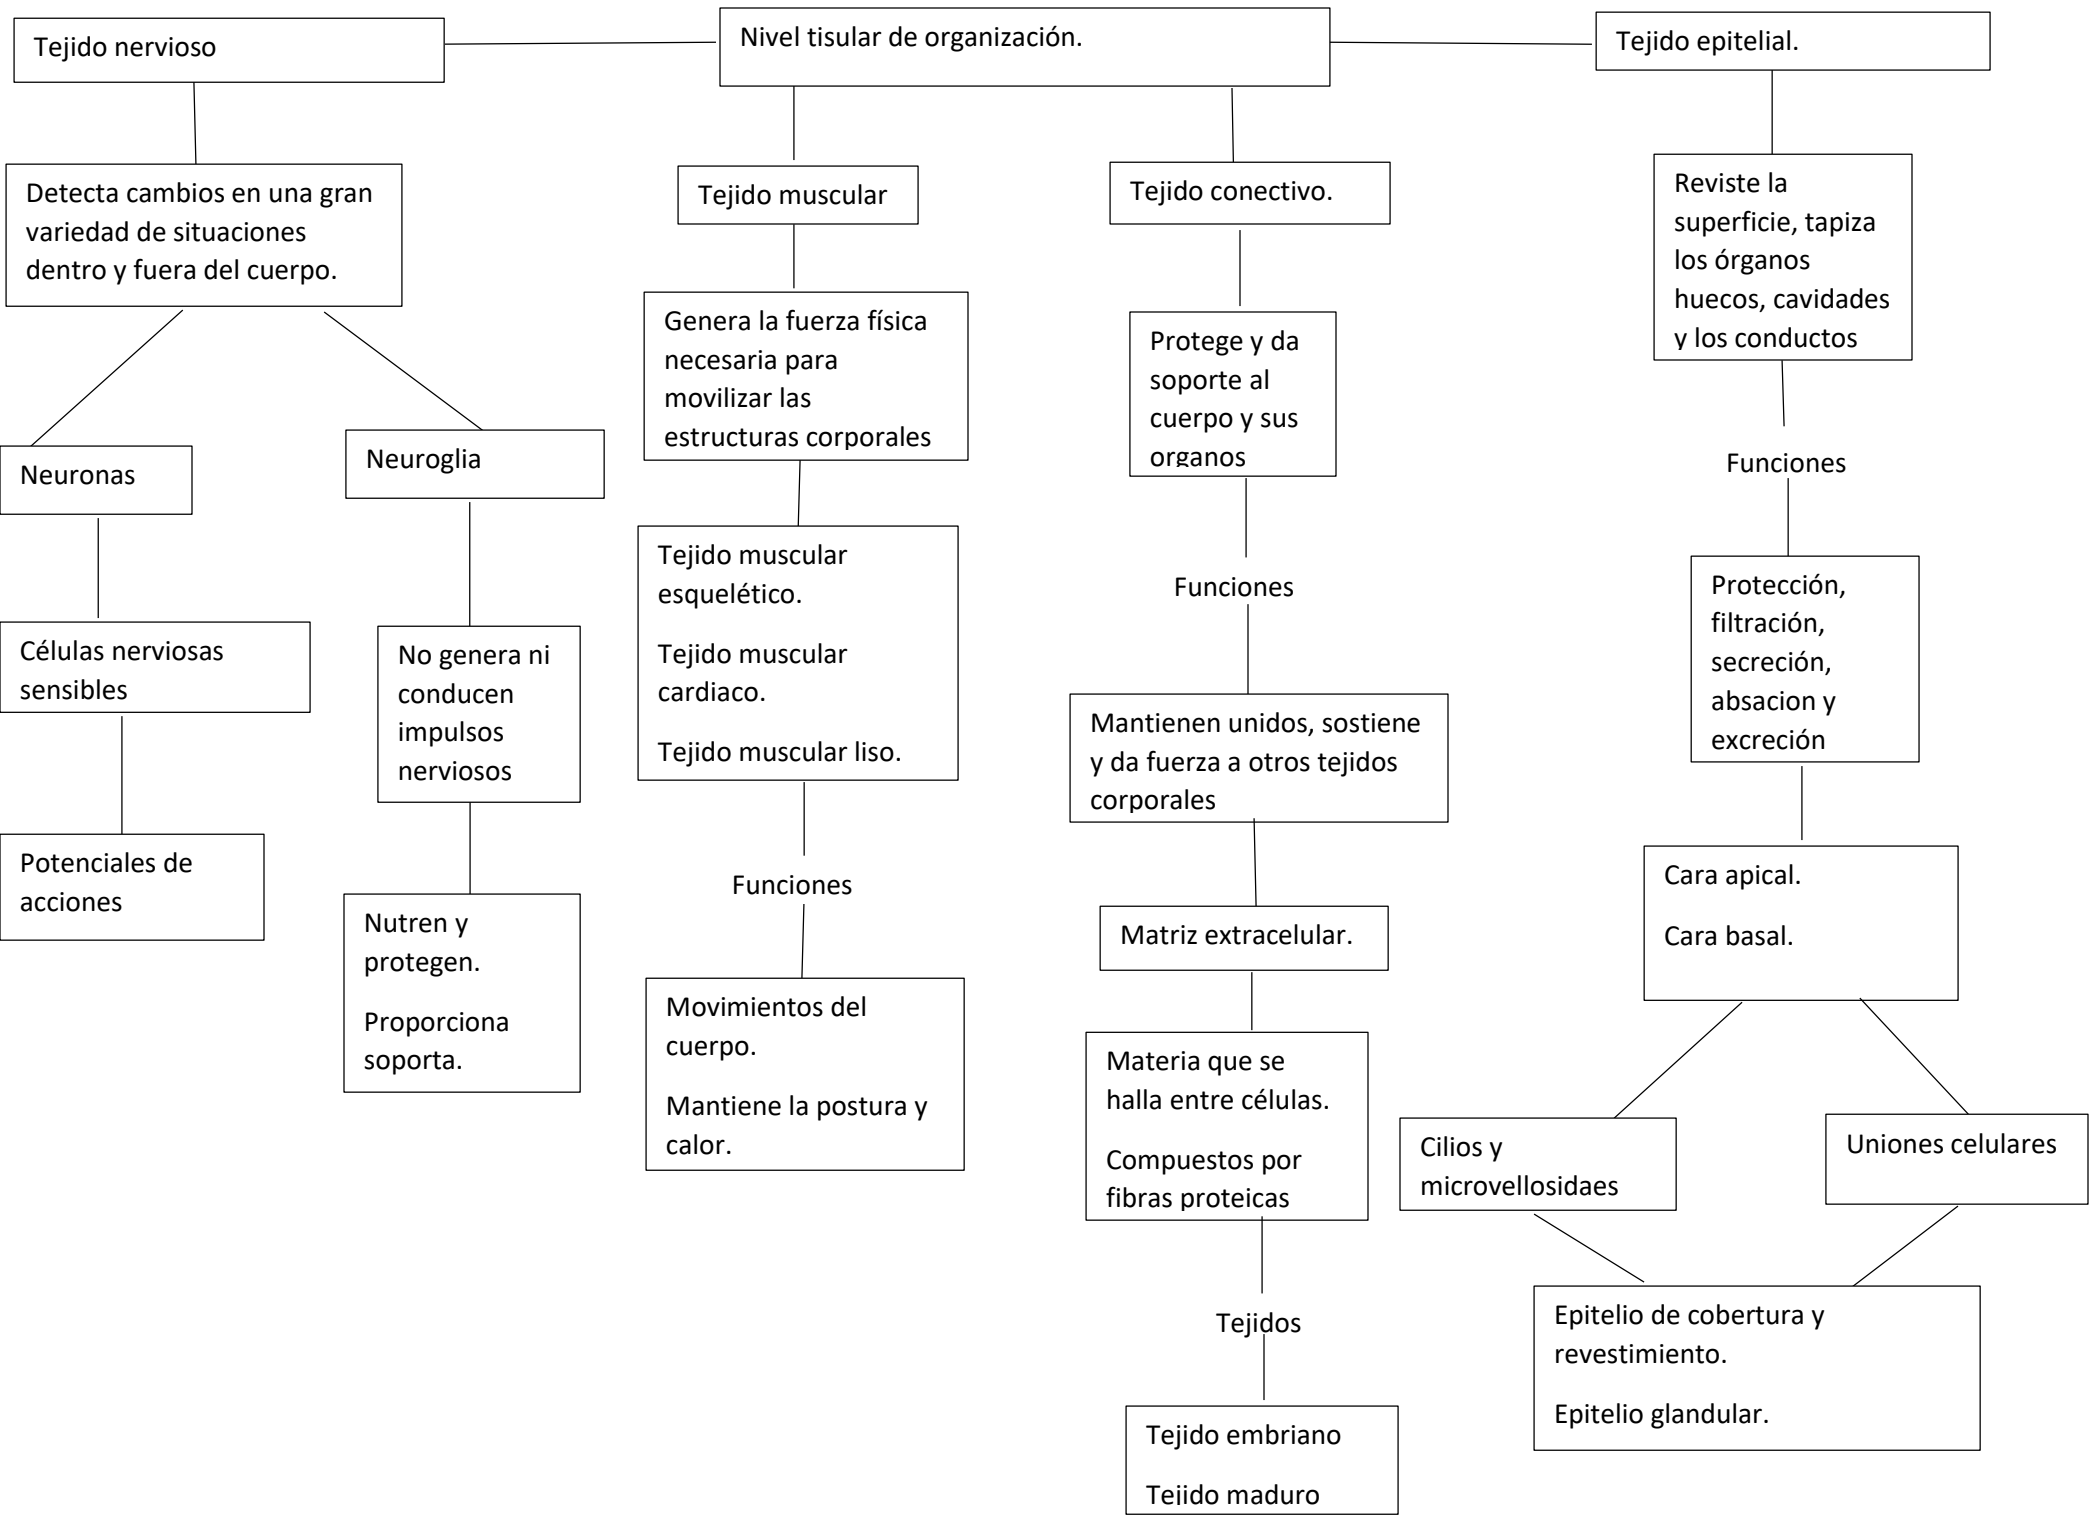 Tejido nervioso
Nivel tisular de organización.
Tejido epitelial.
Detecta cambios en una gran
variedad de situaciones
dentro y fuera del cuerpo.
Neuronas
Células nerviosas
sensibles
Potenciales de
acciones
Neuroglia
No genera ni
conducen
impulsos
nerviosos
Nutren y
protegen.
Proporciona
soporta.
Tejido muscular
Genera la fuerza física
necesaria para
movilizar las
estructuras corporales
Tejido muscular
esquelético.
Tejido muscular
cardiaco.
Tejido muscular liso.
Funciones
Movimientos del
cuerpo.
Mantiene la postura y
calor.
Tejido conectivo.
Protege y da
soporte al
cuerpo y sus
organos
Funciones
Mantienen unidos, sostiene
y da fuerza a otros tejidos
corporales
Matriz extracelular.
Materia que se
halla entre células.
Compuestos por
fibras proteicas
Tejidos
Tejido embriano
Tejido maduro
Reviste la
superficie, tapiza
los órganos
huecos, cavidades
y los conductos
Funciones
Protección,
filtración,
secreción,
absacion y
excreción
Cara apical.
Cara basal.
Cilios y
microvellosidaes
Uniones celulares
Epitelio de cobertura y
revestimiento.
Epitelio glandular.